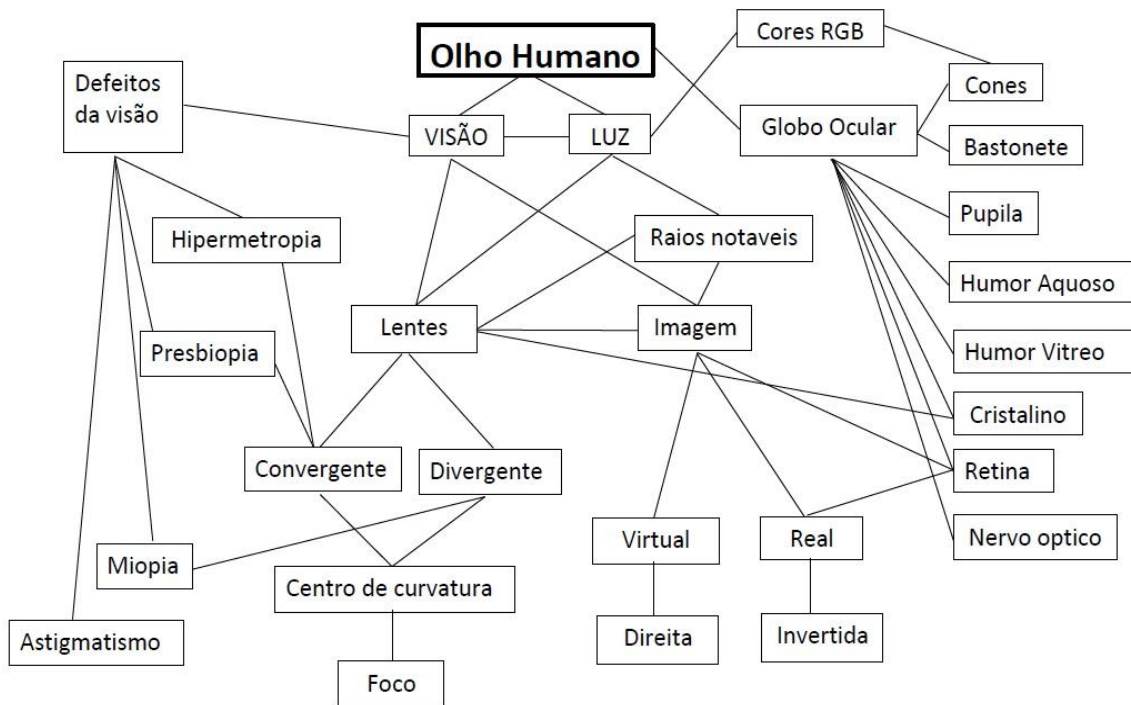 Olho Humano
Cores RGB
Defeitos
da visão
Cones
VISÃO
LUZ
Globo Ocular
Bastonete
Pupila
Hipermetropia
Raios notaveis
Humor Aquoso
Lentes
Imagem
Presbiopia
Humor Vitreo
Cristalino
Convergente
Divergente
Retina
Virtual
Real
Nervo optico
Miopia
Centro de curvatura
Astigmatismo
Direita
Invertida
Foco